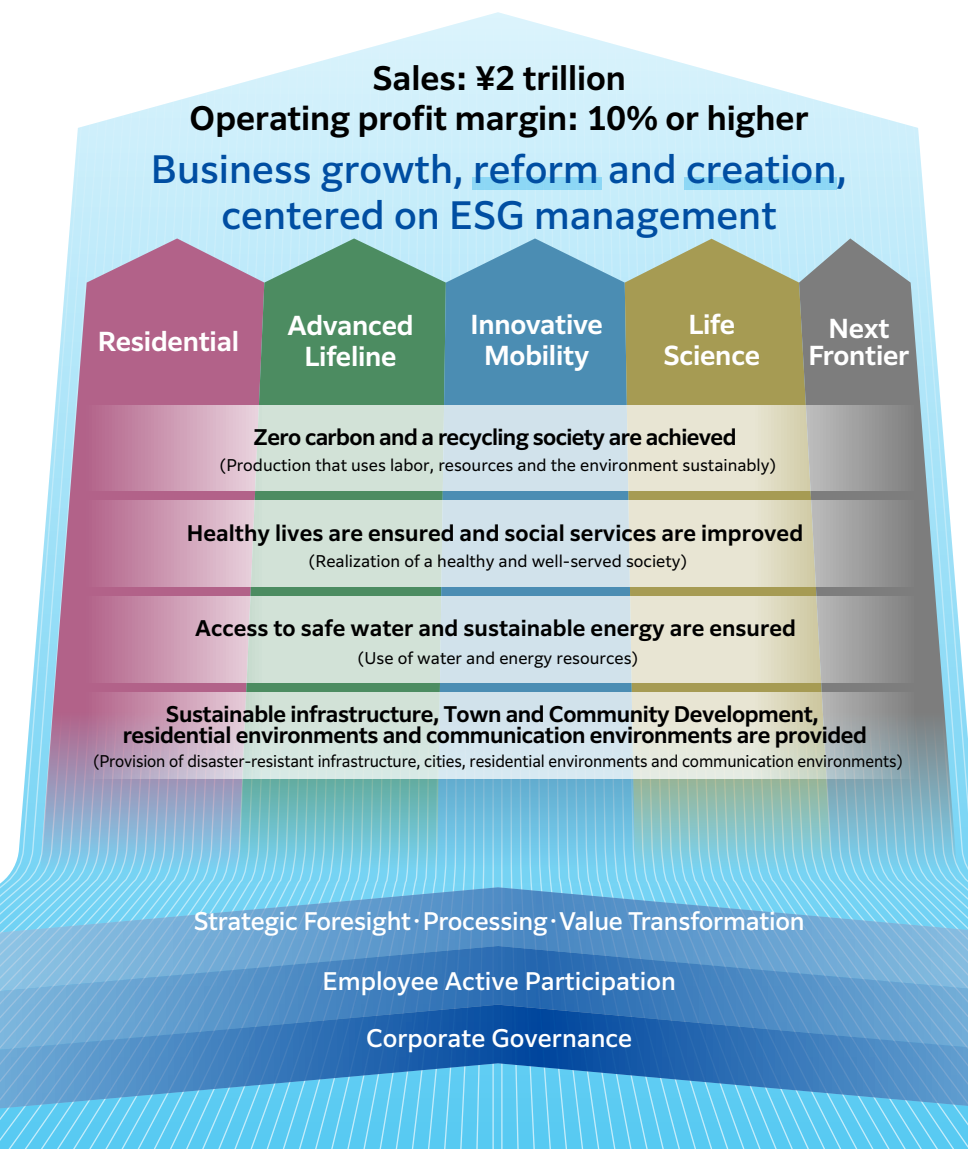 Sales: ¥2 trillion
Operating profit margin: 10% or higher
Business growth, reform and creation,
centered on ESG management
Residential
Advanced
Lifeline
Innovative
Mobility
Life
Science
Next
Frontier
Zero carbon and a recycling society are achieved
(Production that uses labor, resources and the environment sustainably)
Healthy lives are ensured and social services are improved
(Realization of a healthy and well-served society)
Access to safe water and sustainable energy are ensured
(Use of water and energy resources)
Sustainable infrastructure, Town and Community Development,
residential environments and communication environments are provided
(Provision of disaster-resistant infrastructure, cities, residential environments and communication environments)
Strategic Foresight·Processing·Value Transformation
Employee Active Participation
Corporate Governance